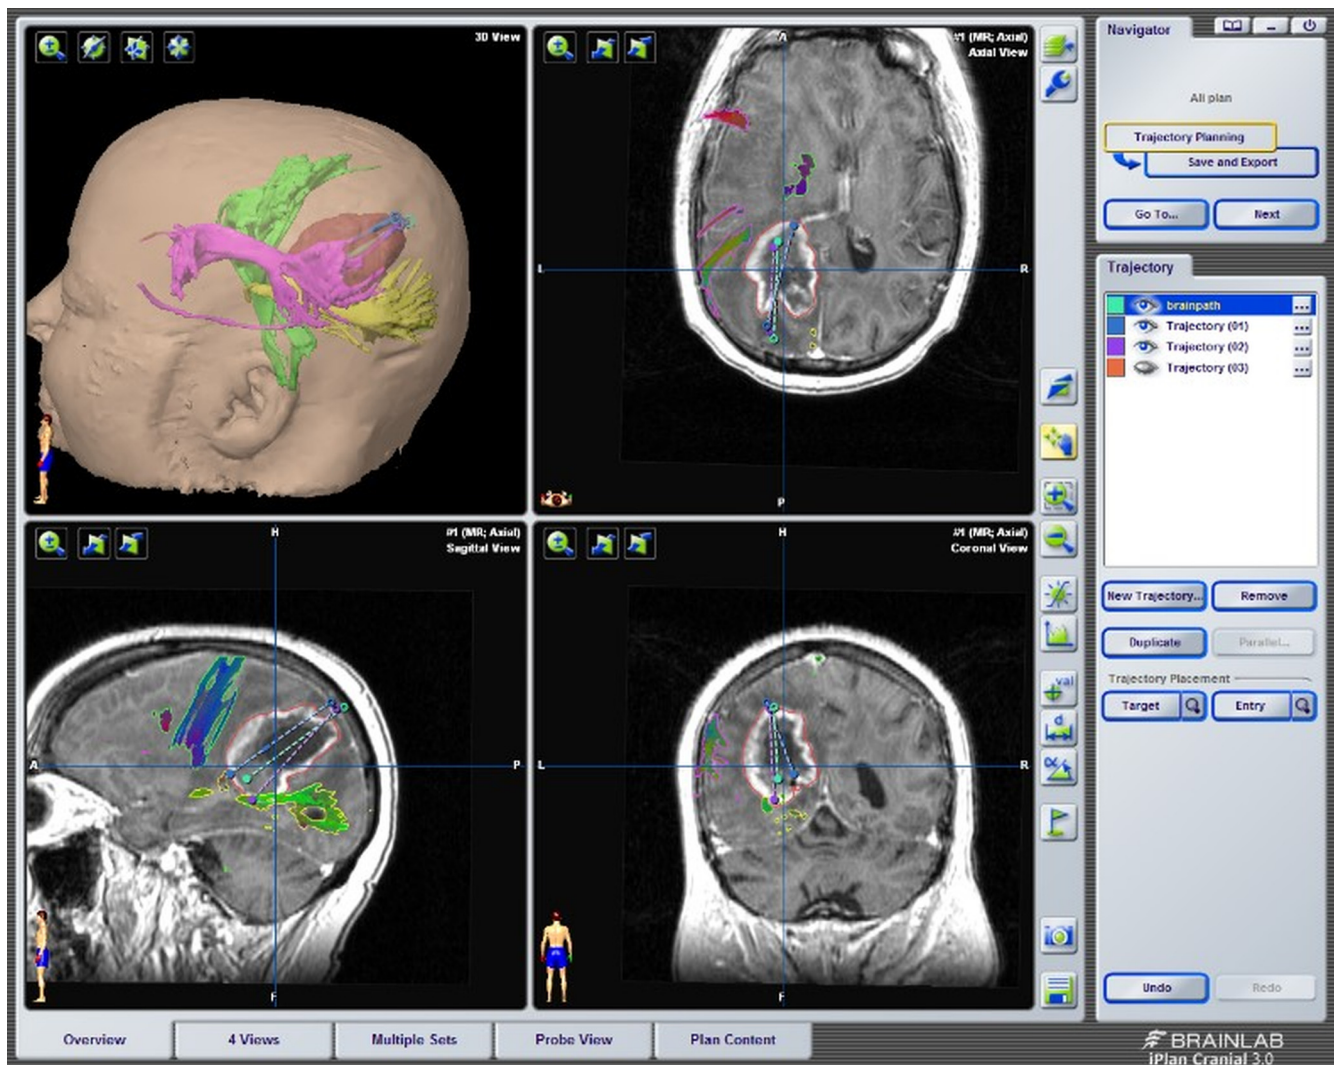 3D View
#1 (MR; Axial)
Axial View
A
L
R
P
#1 (MR; Axial)
Sagittal View
H
A
P
F
#1 (MR; Axial)
Coronal View
H
L
R
F
val
d
Navigator
All plan
Trajectory Planning
Save and Export
Go To...
Next
Trajectory
brainpath
Trajectory (01)
Trajectory (02)
Trajectory (03)
New Trajectory...
Remove
Duplicate
Parallel...
Trajectory Placement
Target
Entry
Undo
Redo
Overview
4 Views
Multiple Sets
Probe View
Plan Content
BRAINLAB
iPlan Cranial 3.0